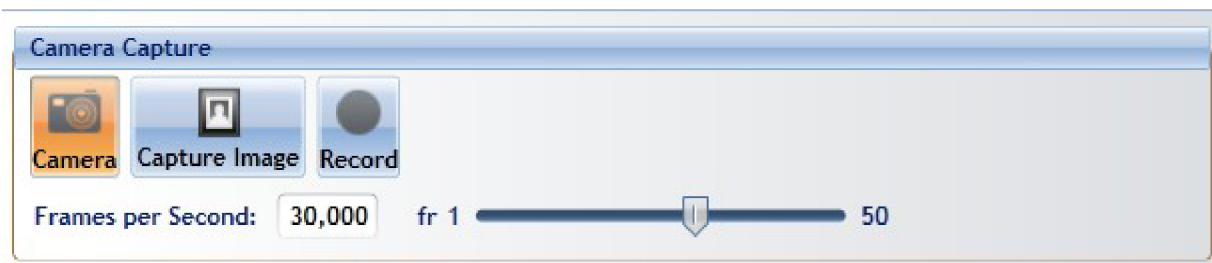 Camera Capture
Camera Capture Image Record
Frames per Second: 30,000 fr 1 50